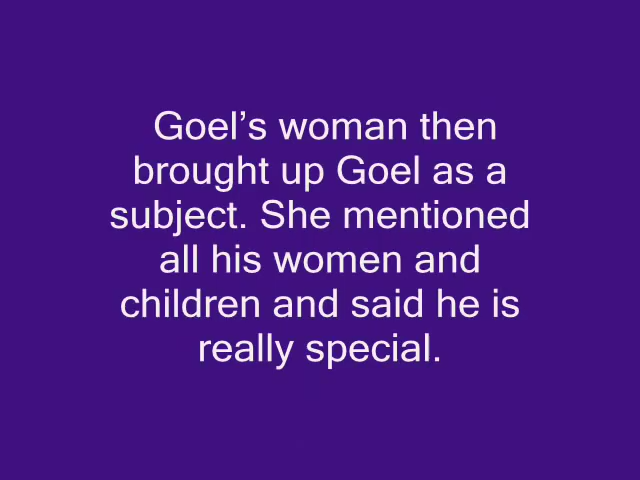 Goel’s woman then
brought up Goel as a
subject. She mentioned
all his women and
children and said he is
really special.